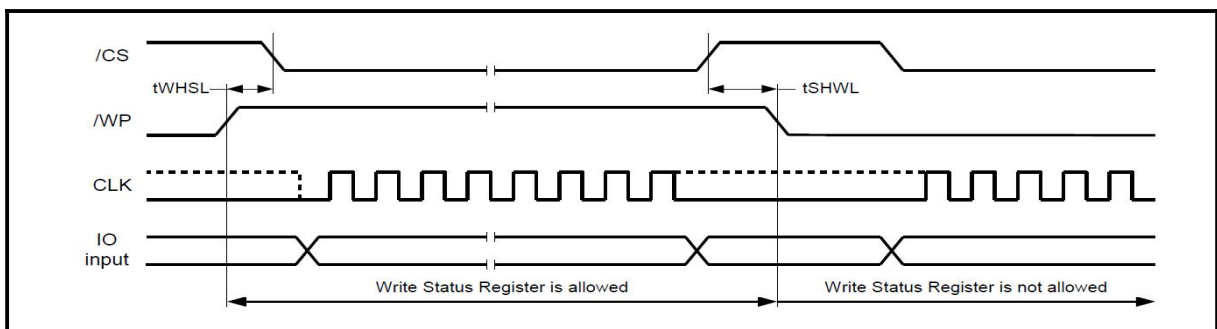 /CS
tWHSL
tSHWL
/WP
CLK
IO
input
Write Status Register is allowed
Write Status Register is not allowed